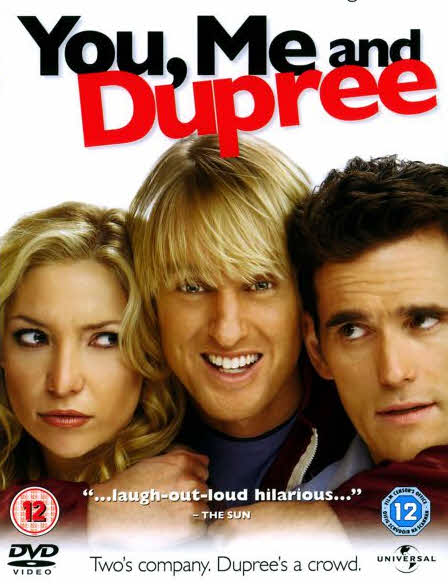 You, Me and
Dupree
"...laugh-out-loud hilarious..."
– THE SUN
12
12
DVD
VIDEO
UNIVERSAL
Two's company. Dupree's a crowd.